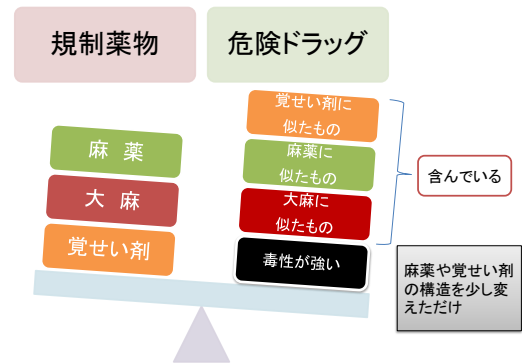 規制薬物
危険ドラッグ
麻 薬
大 麻
覚せい剤
覚せい剤に
似たもの
麻薬に
似たもの
大麻に
似たもの
毒性が強い
含んでいる
麻薬や覚せい剤
の構造を少し変
えただけ